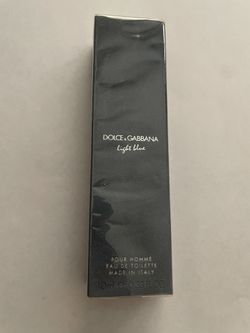 DOLCE & GABBANA
Light blue
POUR HOMME
EAU DE TOILETTE
MADE IN ITALY